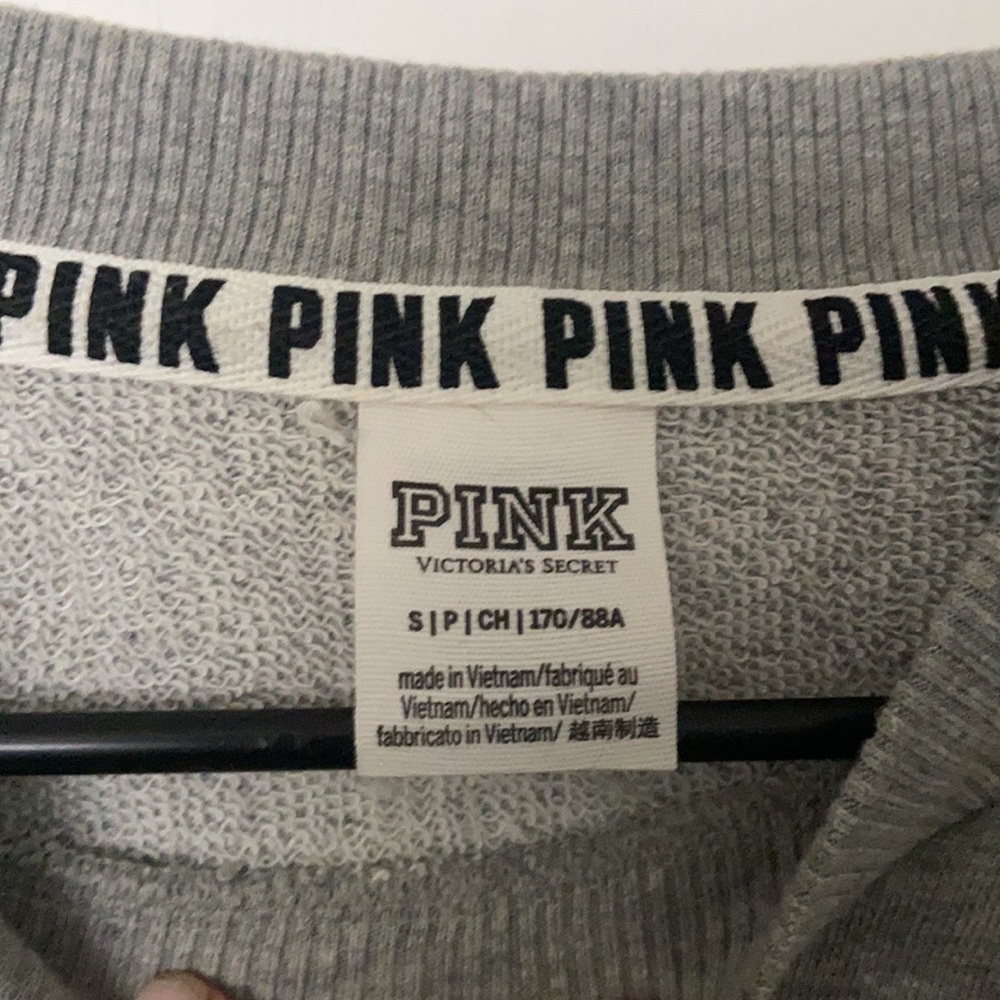 PINK PINK PINK PINK
PINK
VICTORIA'S SECRET
S | P | CH | 170/88A
made in Vietnam/fabriqué au
Vietnam/hecho en Vietnam/
fabbricato in Vietnam/ 越南制造